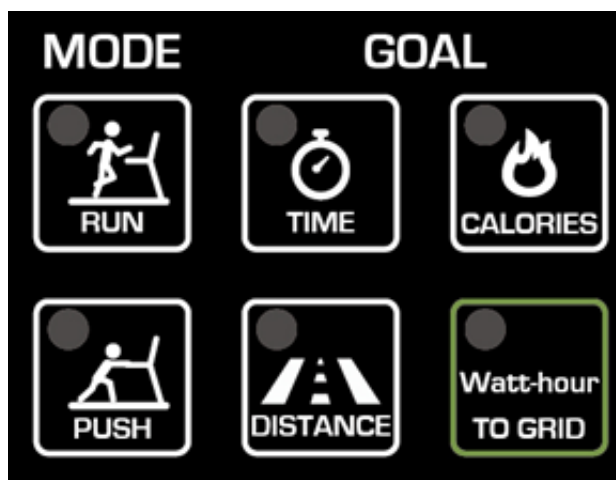 MODE GOAL
RUN TIME CALORIES
PUSH DISTANCE Watt-hour
TO GRID